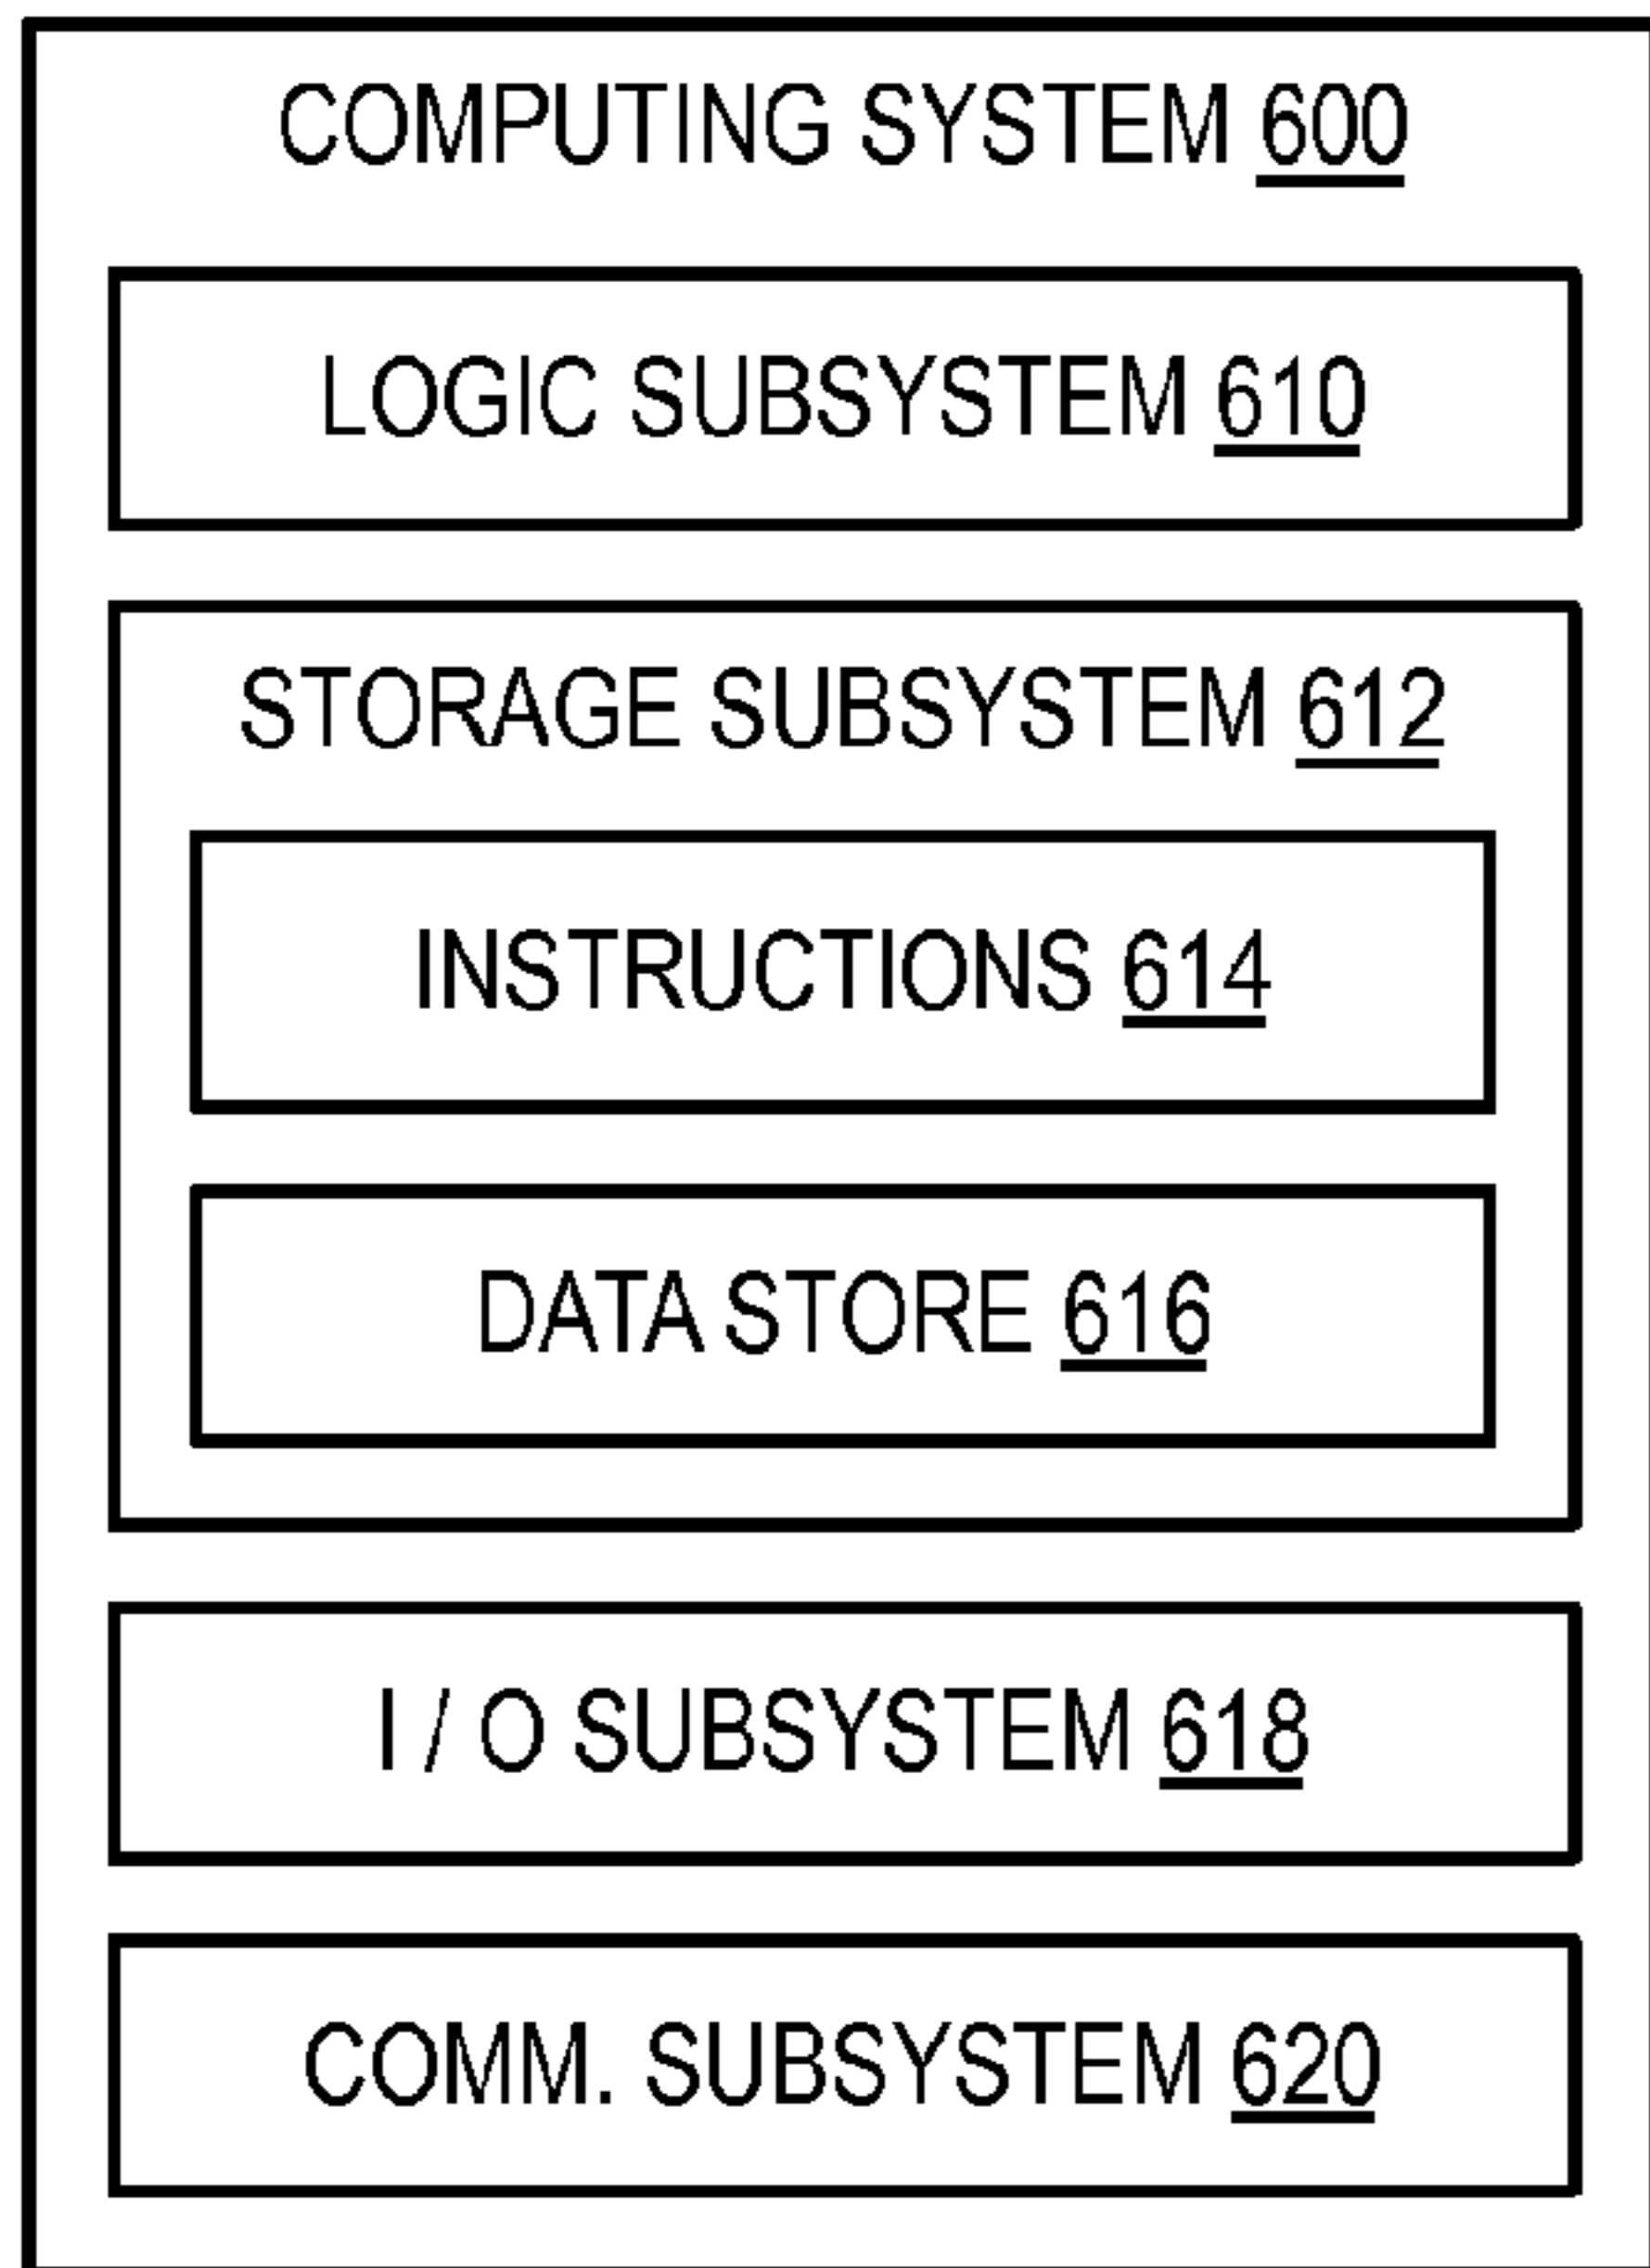 COMPUTING SYSTEM 600
LOGIC SUBSYSTEM 610
STORAGE SUBSYSTEM 612
INSTRUCTIONS 614
DATA STORE 616
I / O SUBSYSTEM 618
COMM. SUBSYSTEM 620